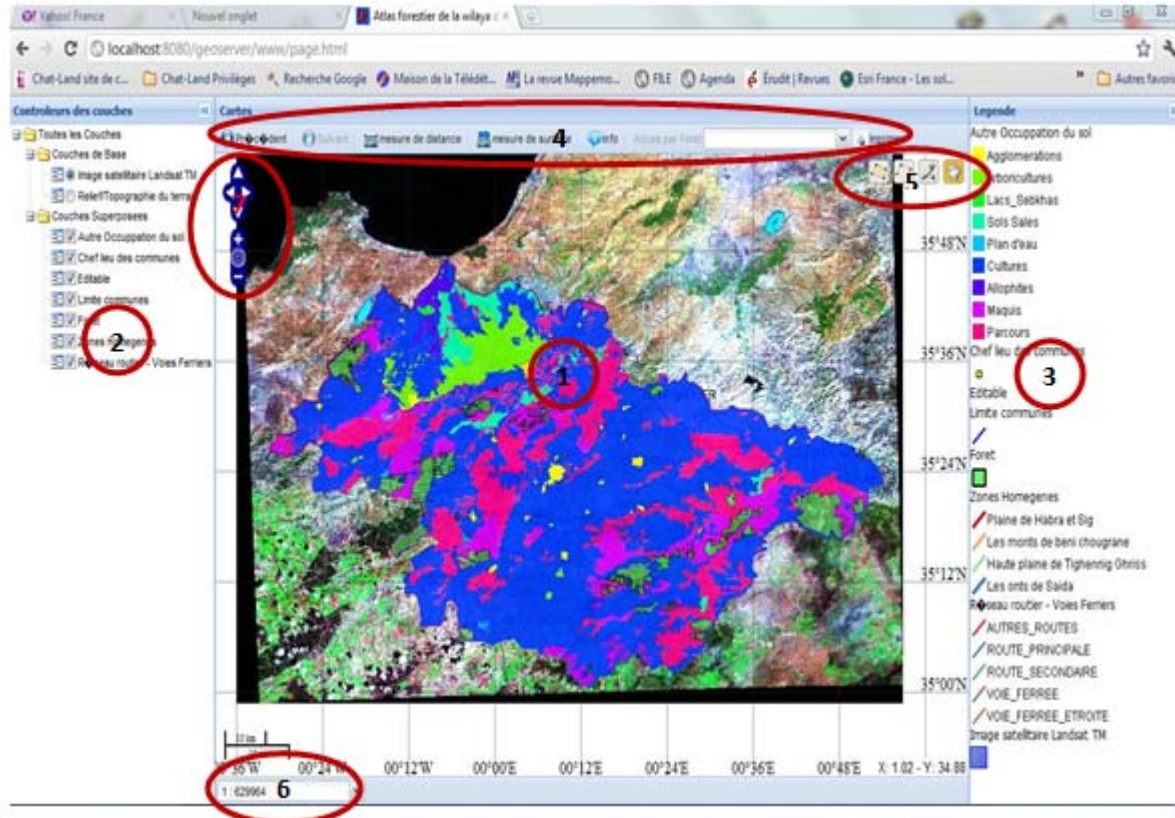 Yahoo! France
Nouvel onglet
Atlas forestier de la wilaya
localhost:8080/geoserver/www/page.html
Chat-Land site de c...
Chat-Land Privilèges
Recherche Google
Maison de la Télédét...
La revue Mappemo...
FILE
Agenda
Érudit | Revues
Esri France - Les sol...
»
Autres favoris
Controleurs des couches
Toutes les Couches
Couches de Base
Image satellitaire Landsat TM
Relief/Topographie du terra
Couches Superposees
Autre Occuppation du sol
Chef lieu des communes
Editable
Limite communes
2
Reseau routier - Voies Ferriers
Cartes
Pr�c�dent
Suivant
mesure de distance
4
mesure de
Info
5
1
35°48'N
35°36'N
35°24'N
35°12'N
35°00'N
10 km
36'W
00°24'W
00°12'W
00°00'E
00°12'E
00°24'E
00°36'E
00°48'E
X: 1.02 - Y: 34.88
1 : 629964
6
Legende
Autre Occuppation du sol
Agglomerations
Lacs_Sebkhas
Sols Sales
Plan d'eau
Cultures
Allophites
Maquis
Parcours
Chef lieu des communes
3
Editable
Limite communes
Foret
Zones Homegenes
Plaine de Habra et Sig
Les monts de beni chougrane
Haute plaine de Tighennig Ghriss
Les onts de Saida
R�seau routier - Voies Ferriers
AUTRES_ROUTES
ROUTE_PRINCIPALE
ROUTE_SECONDAIRE
VOIE_FERREE
VOIE_FERREE_ETROITE
Image satellitaire Landsat TM